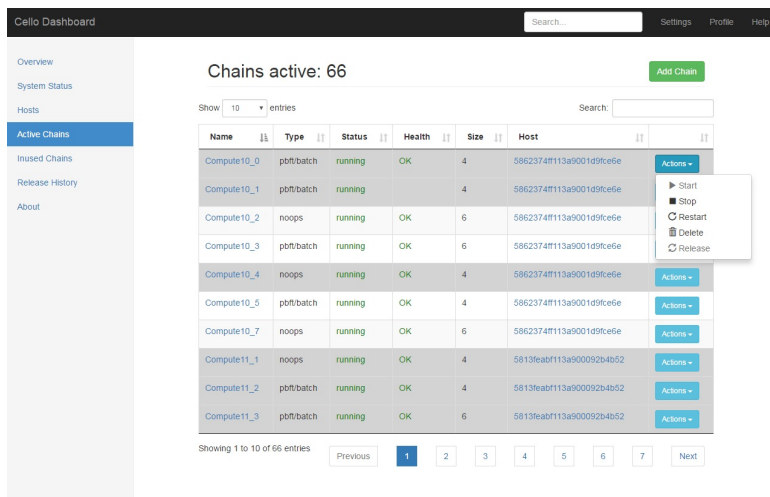 Cello Dashboard Search... Settings Profile Help
Overview
System Status
Hosts
Active Chains
Inused Chains
Release History
About
Chains active: 66 Add Chain
Show 10 entries Search:
Name Type Status Health Size Host
Compute10_0 pbft/batch running OK 4 5862374ff113a9001d9fce6e Actions
Compute10_1 pbft/batch running 4 5862374ff113a9001d9fce6e
Compute10_2 noops running OK 6 5862374ff113a9001d9fce6e
Compute10_3 pbft/batch running OK 6 5862374ff113a9001d9fce6e
Start
Stop
Restart
Delete
Release
Compute10_4 noops running OK 4 5862374ff113a9001d9fce6e Actions
Compute10_5 pbft/batch running OK 4 5862374ff113a9001d9fce6e Actions
Compute10_7 noops running OK 6 5862374ff113a9001d9fce6e Actions
Compute11_1 noops running OK 4 5813feabf113a900092b4b52 Actions
Compute11_2 pbft/batch running OK 4 5813feabf113a900092b4b52 Actions
Compute11_3 pbft/batch running OK 6 5813feabf113a900092b4b52 Actions
Showing 1 to 10 of 66 entries Previous 1 2 3 4 5 6 7 Next